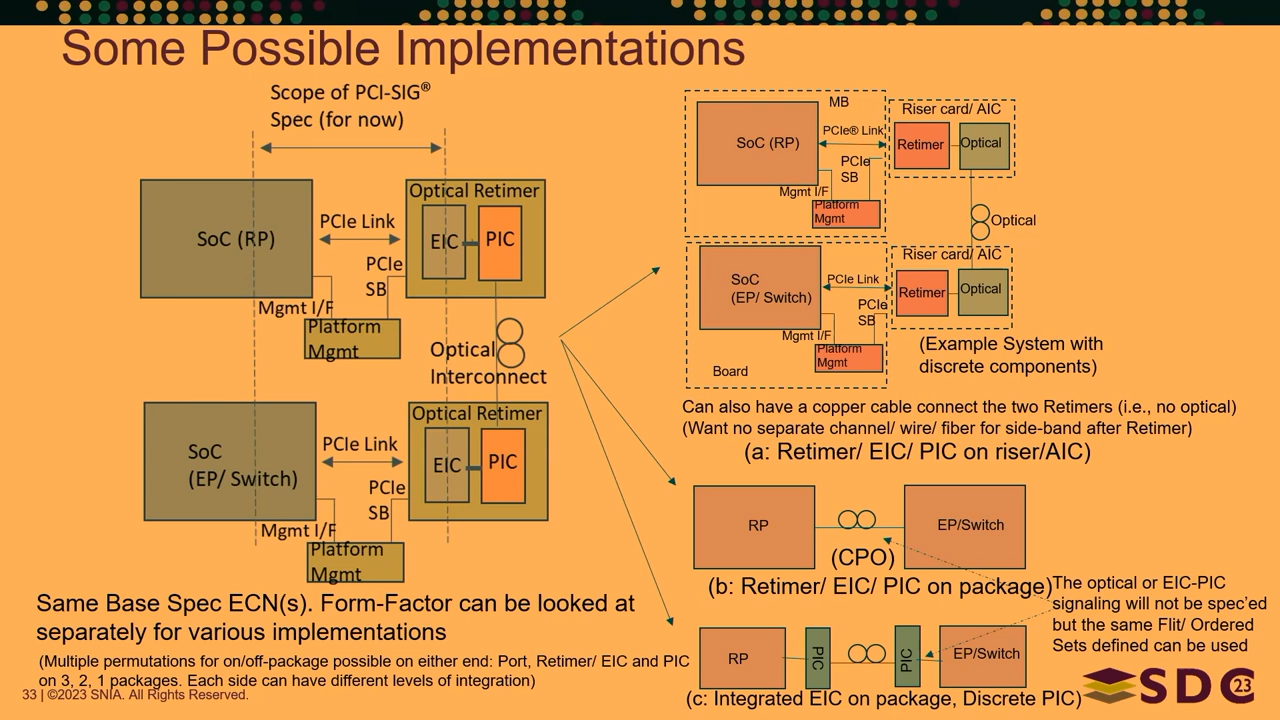 Some Possible Implementations
Scope of PCI-SIG®
Spec (for now)
SoC (RP)
PCIe Link
PCIe
SB
Mgmt I/F
Platform
Mgmt
Optical Retimer
EIC
PIC
Optical
Interconnect
SoC
(EP/ Switch)
PCIe Link
PCIe
SB
Mgmt I/F
Platform
Mgmt
Optical Retimer
EIC
PIC
Same Base Spec ECN(s). Form-Factor can be looked at
separately for various implementations
(Multiple permutations for on/off-package possible on either end: Port, Retimer/ EIC and PIC
on 3, 2, 1 packages. Each side can have different levels of integration)
33 | ©2023 SNIA. All Rights Reserved.
MB
SoC (RP)
PCIe® Link
PCIe
SB
Mgmt I/F
Platform
Mgmt
Riser card/ AIC
Retimer
Optical
Optical
SoC
(EP/ Switch)
PCIe Link
PCIe
SB
Mgmt I/F
Platform
Mgmt
Board
Riser card/ AIC
Retimer
Optical
(Example System with
discrete components)
Can also have a copper cable connect the two Retimers (i.e., no optical)
(Want no separate channel/ wire/ fiber for side-band after Retimer)
(a: Retimer/ EIC/ PIC on riser/AIC)
RP
EP/Switch
(CPO)
(b: Retimer/ EIC/ PIC on package)
The optical or EIC-PIC
signaling will not be spec'ed
but the same Flit/ Ordered
Sets defined can be used
RP
PIC
PIC
EP/Switch
(c: Integrated EIC on package, Discrete PIC)
SDC 23